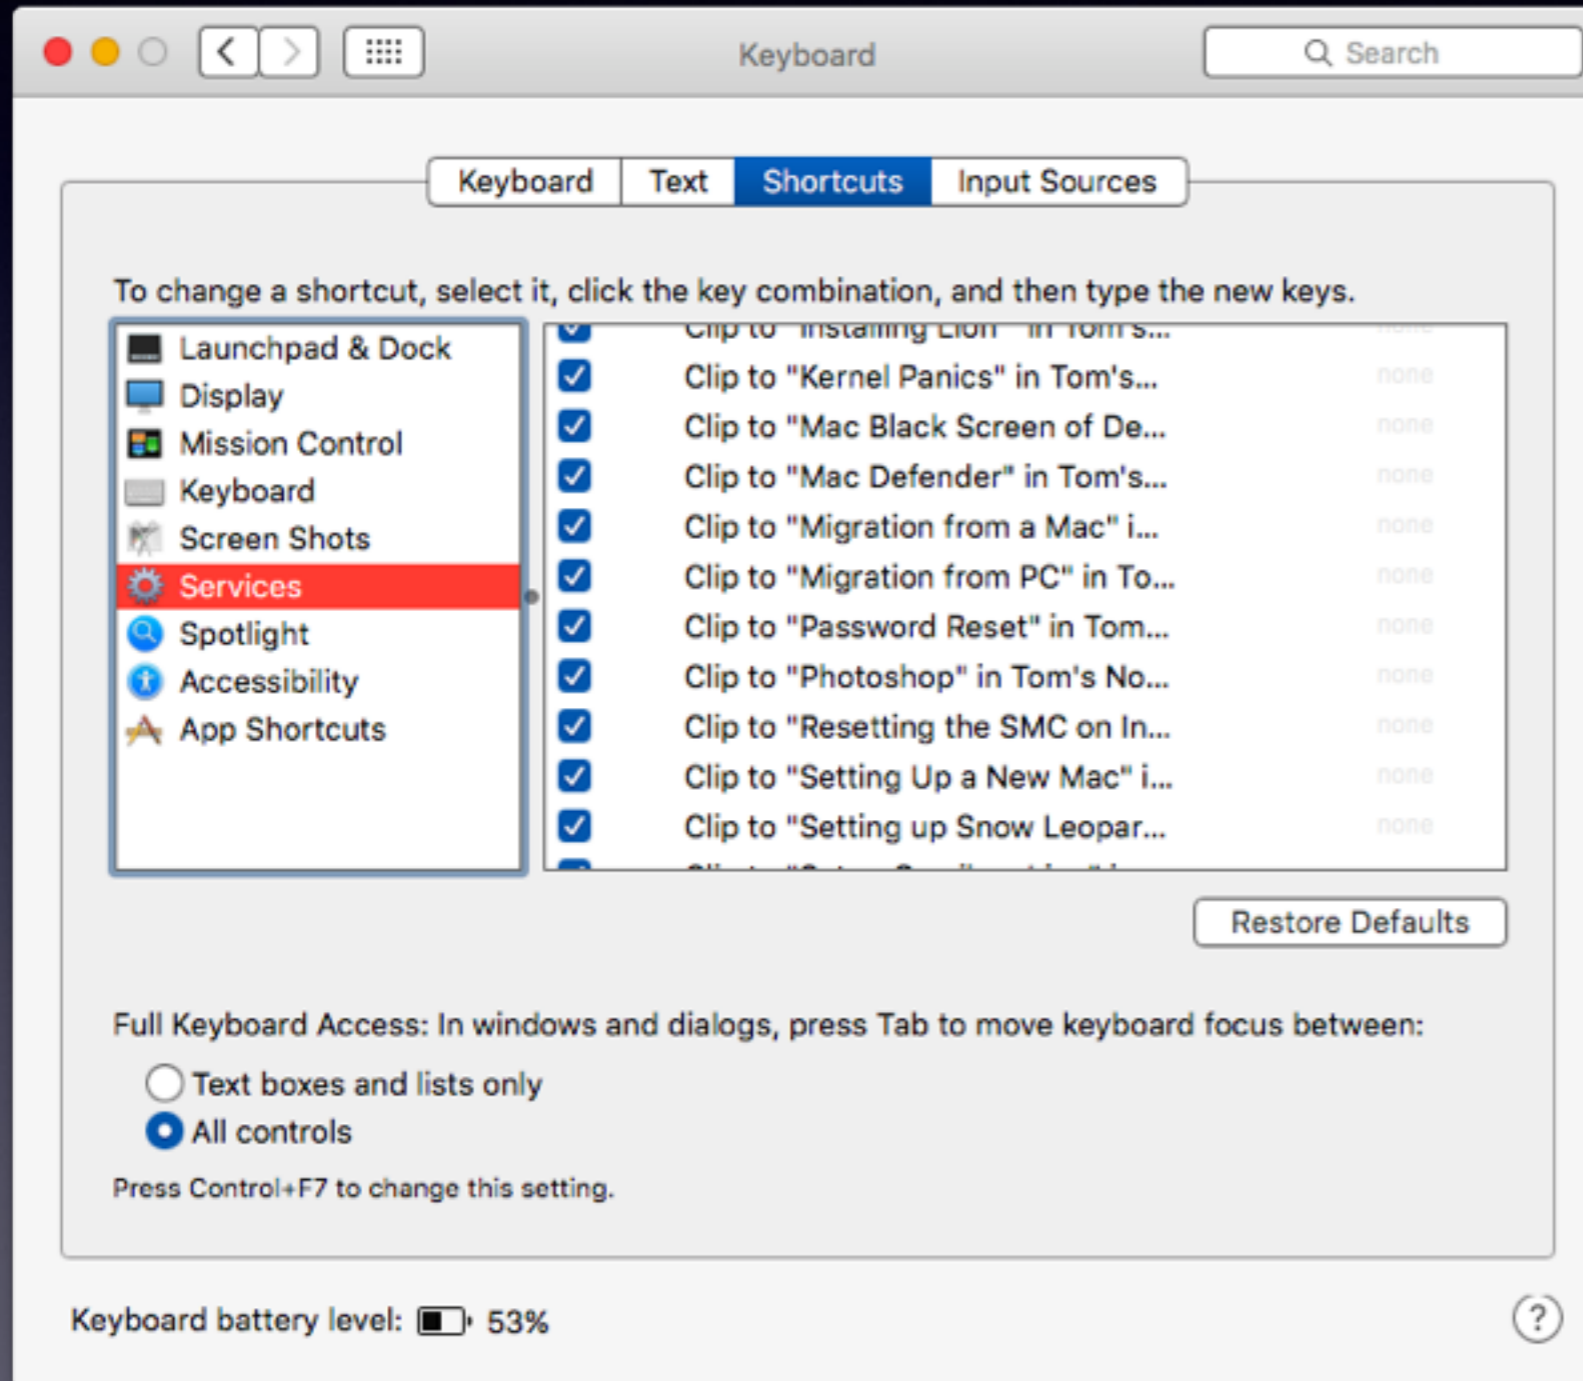 Keyboard
Search
Keyboard
Text
Shortcuts
Input Sources
To change a shortcut, select it, click the key combination, and then type the new keys.
Launchpad & Dock
Display
Mission Control
Keyboard
Screen Shots
Services
Spotlight
Accessibility
App Shortcuts
Clip to "Installing Lion" in Tom's...
none
Clip to "Kernel Panics" in Tom's...
none
Clip to "Mac Black Screen of De...
none
Clip to "Mac Defender" in Tom's...
none
Clip to "Migration from a Mac" i...
none
Clip to "Migration from PC" in To...
none
Clip to "Password Reset" in Tom...
none
Clip to "Photoshop" in Tom's No...
none
Clip to "Resetting the SMC on In...
none
Clip to "Setting Up a New Mac" i...
none
Clip to "Setting up Snow Leopar...
none
Restore Defaults
Full Keyboard Access: In windows and dialogs, press Tab to move keyboard focus between:
Text boxes and lists only
All controls
Press Control+F7 to change this setting.
Keyboard battery level: 53%
?